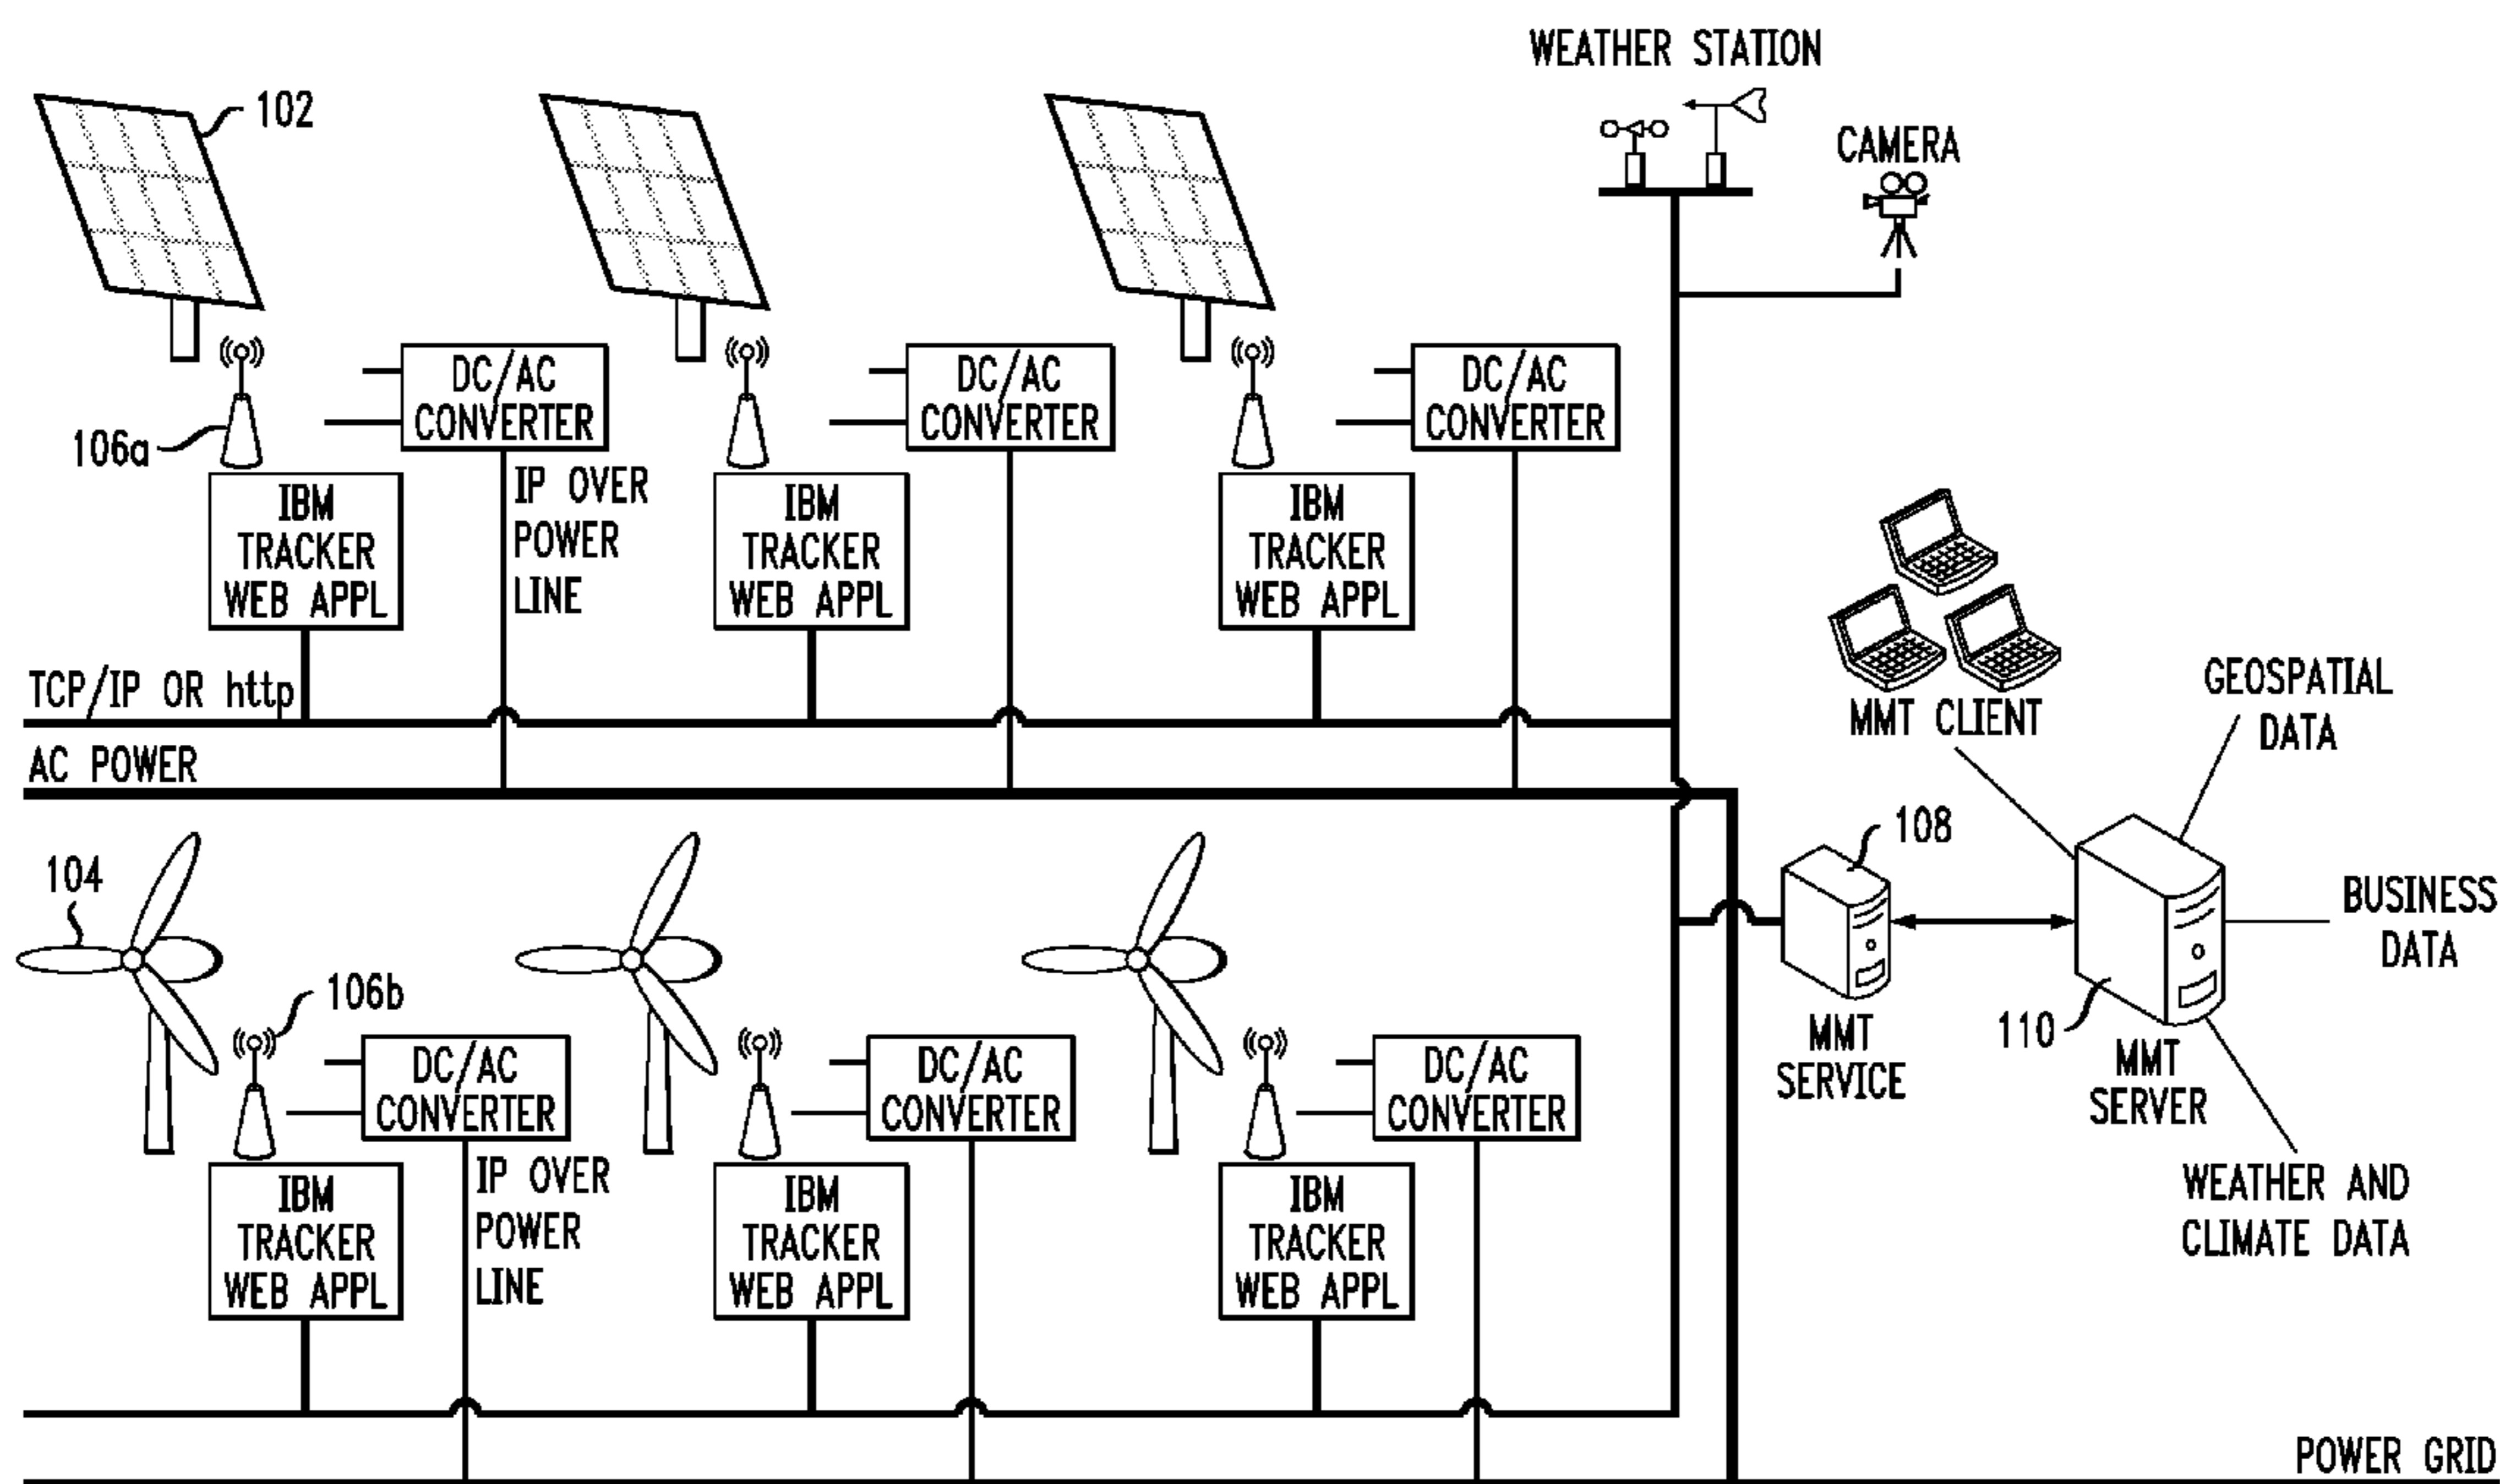 WEATHER STATION
102
CAMERA
DC/AC
CONVERTER
DC/AC
CONVERTER
DC/AC
CONVERTER
106a
IP OVER
POWER
LINE
IBM
TRACKER
WEB APPL
IBM
TRACKER
WEB APPL
IBM
TRACKER
WEB APPL
TCP/IP OR http
AC POWER
MMT CLIENT
GEOSPATIAL
DATA
104
108
BUSINESS
DATA
106b
110
MMT
SERVICE
MMT
SERVER
DC/AC
CONVERTER
DC/AC
CONVERTER
DC/AC
CONVERTER
IP OVER
POWER
LINE
IBM
TRACKER
WEB APPL
IBM
TRACKER
WEB APPL
IBM
TRACKER
WEB APPL
WEATHER AND
CLIMATE DATA
POWER GRID